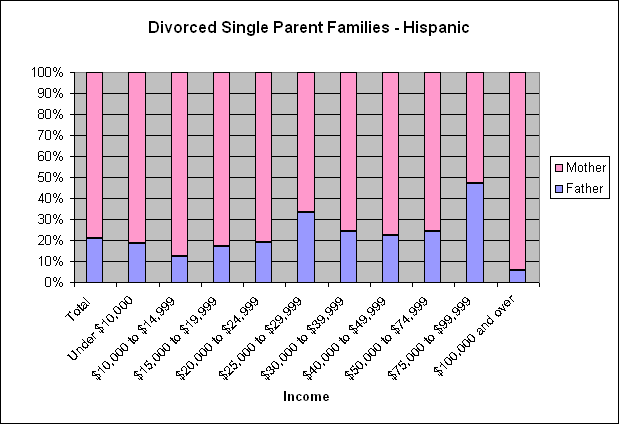 Divorced Single Parent Families - Hispanic
100%
90%
80%
70%
60%
50%
40%
30%
20%
10%
0%
Total
Under $10,000
$10,000 to $14,999
$15,000 to $19,999
$20,000 to $24,999
$25,000 to $29,999
$30,000 to $39,999
$40,000 to $49,999
$50,000 to $74,999
$75,000 to $99,999
$100,000 and over
Income
Mother
Father